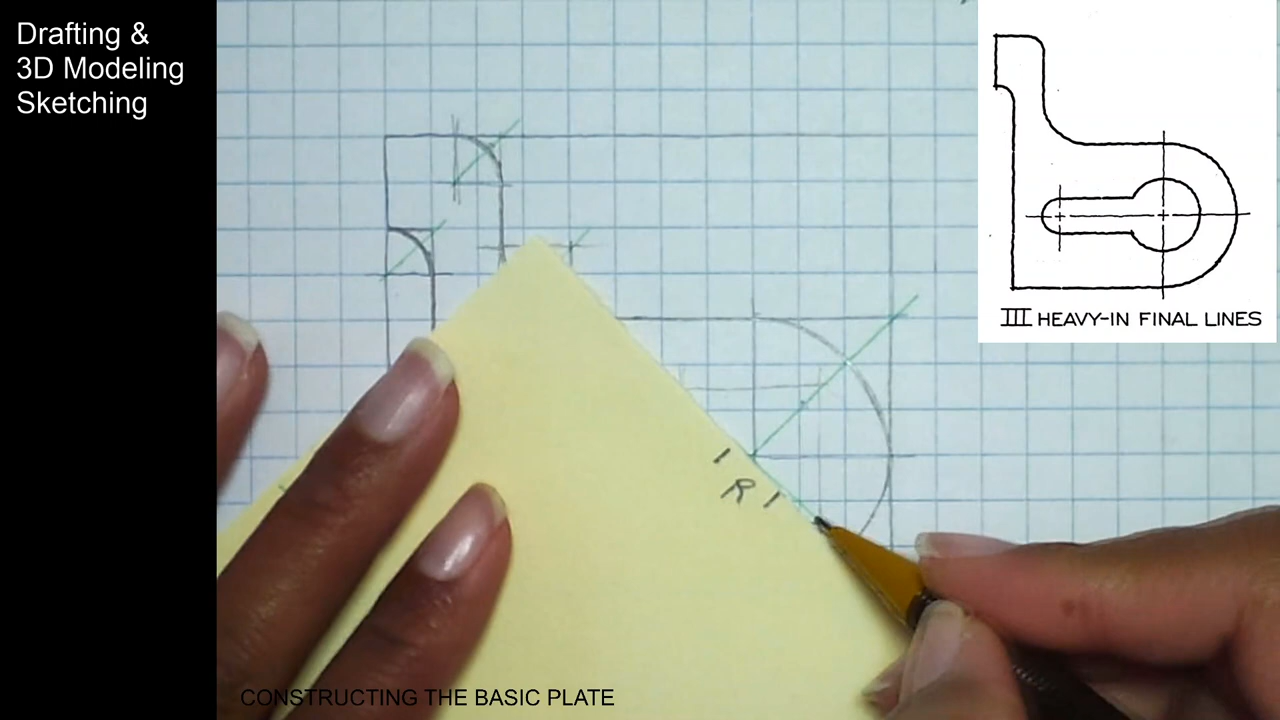 Drafting &
3D Modeling
Sketching
III HEAVY-IN FINAL LINES
R
CONSTRUCTING THE BASIC PLATE